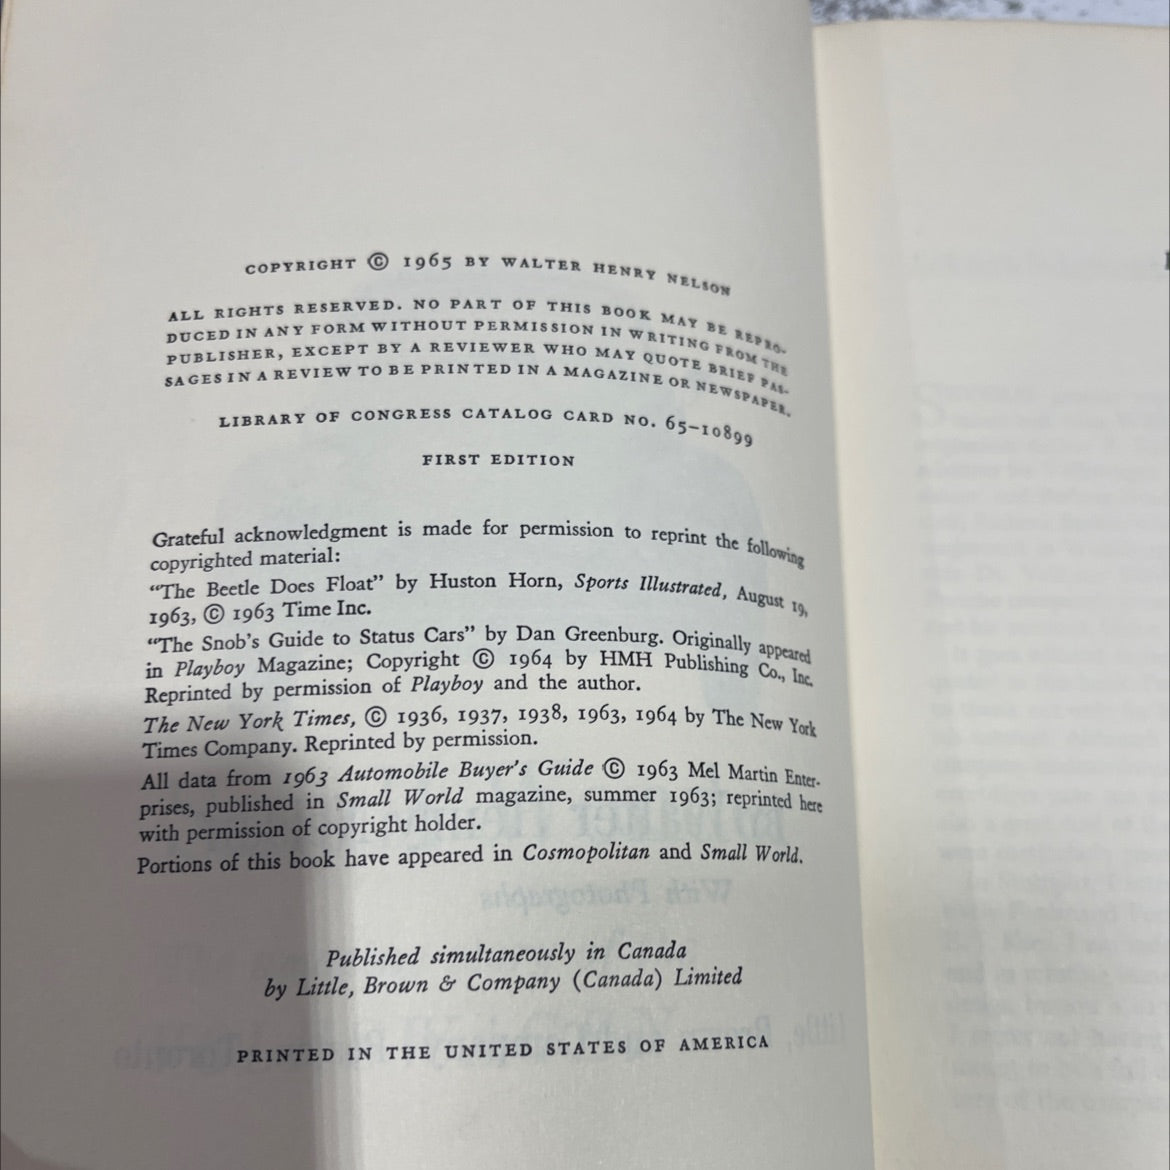 COPYRIGHT © 1965 BY WALTER HENRY NELSON
ALL RIGHTS RESERVED. NO PART OF THIS BOOK MAY BE REPRO-
DUCED IN ANY FORM WITHOUT PERMISSION IN WRITING FROM THE
PUBLISHER, EXCEPT BY A REVIEWER WHO MAY QUOTE BRIEF PAS-
SAGES IN A REVIEW TO BE PRINTED IN A MAGAZINE OR NEWSPAPER.
LIBRARY OF CONGRESS CATALOG CARD NO. 65-10899
FIRST EDITION
Grateful acknowledgment is made for permission to reprint the following
copyrighted material:
"The Beetle Does Float" by Huston Horn, Sports Illustrated, August 19,
1963, © 1963 Time Inc.
"The Snob's Guide to Status Cars" by Dan Greenburg. Originally appeared
in Playboy Magazine; Copyright © 1964 by HMH Publishing Co., Inc.
Reprinted by permission of Playboy and the author.
The New York Times, © 1936, 1937, 1938, 1963, 1964 by The New York
Times Company. Reprinted by permission.
All data from 1963 Automobile Buyer's Guide © 1963 Mel Martin Enter-
prises, published in Small World magazine, summer 1963; reprinted here
with permission of copyright holder.
Portions of this book have appeared in Cosmopolitan and Small World.
Published simultaneously in Canada
by Little, Brown & Company (Canada) Limited
PRINTED IN THE UNITED STATES OF AMERICA